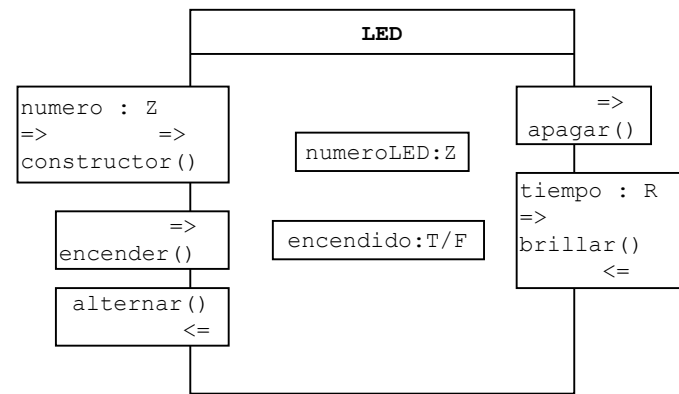 LED
numero : Z
=> =>
constructor()
=>
encender()
alternar()
<=
numeroLED:Z
encendido:T/F
=>
apagar()
tiempo : R
=>
brillar()
<=